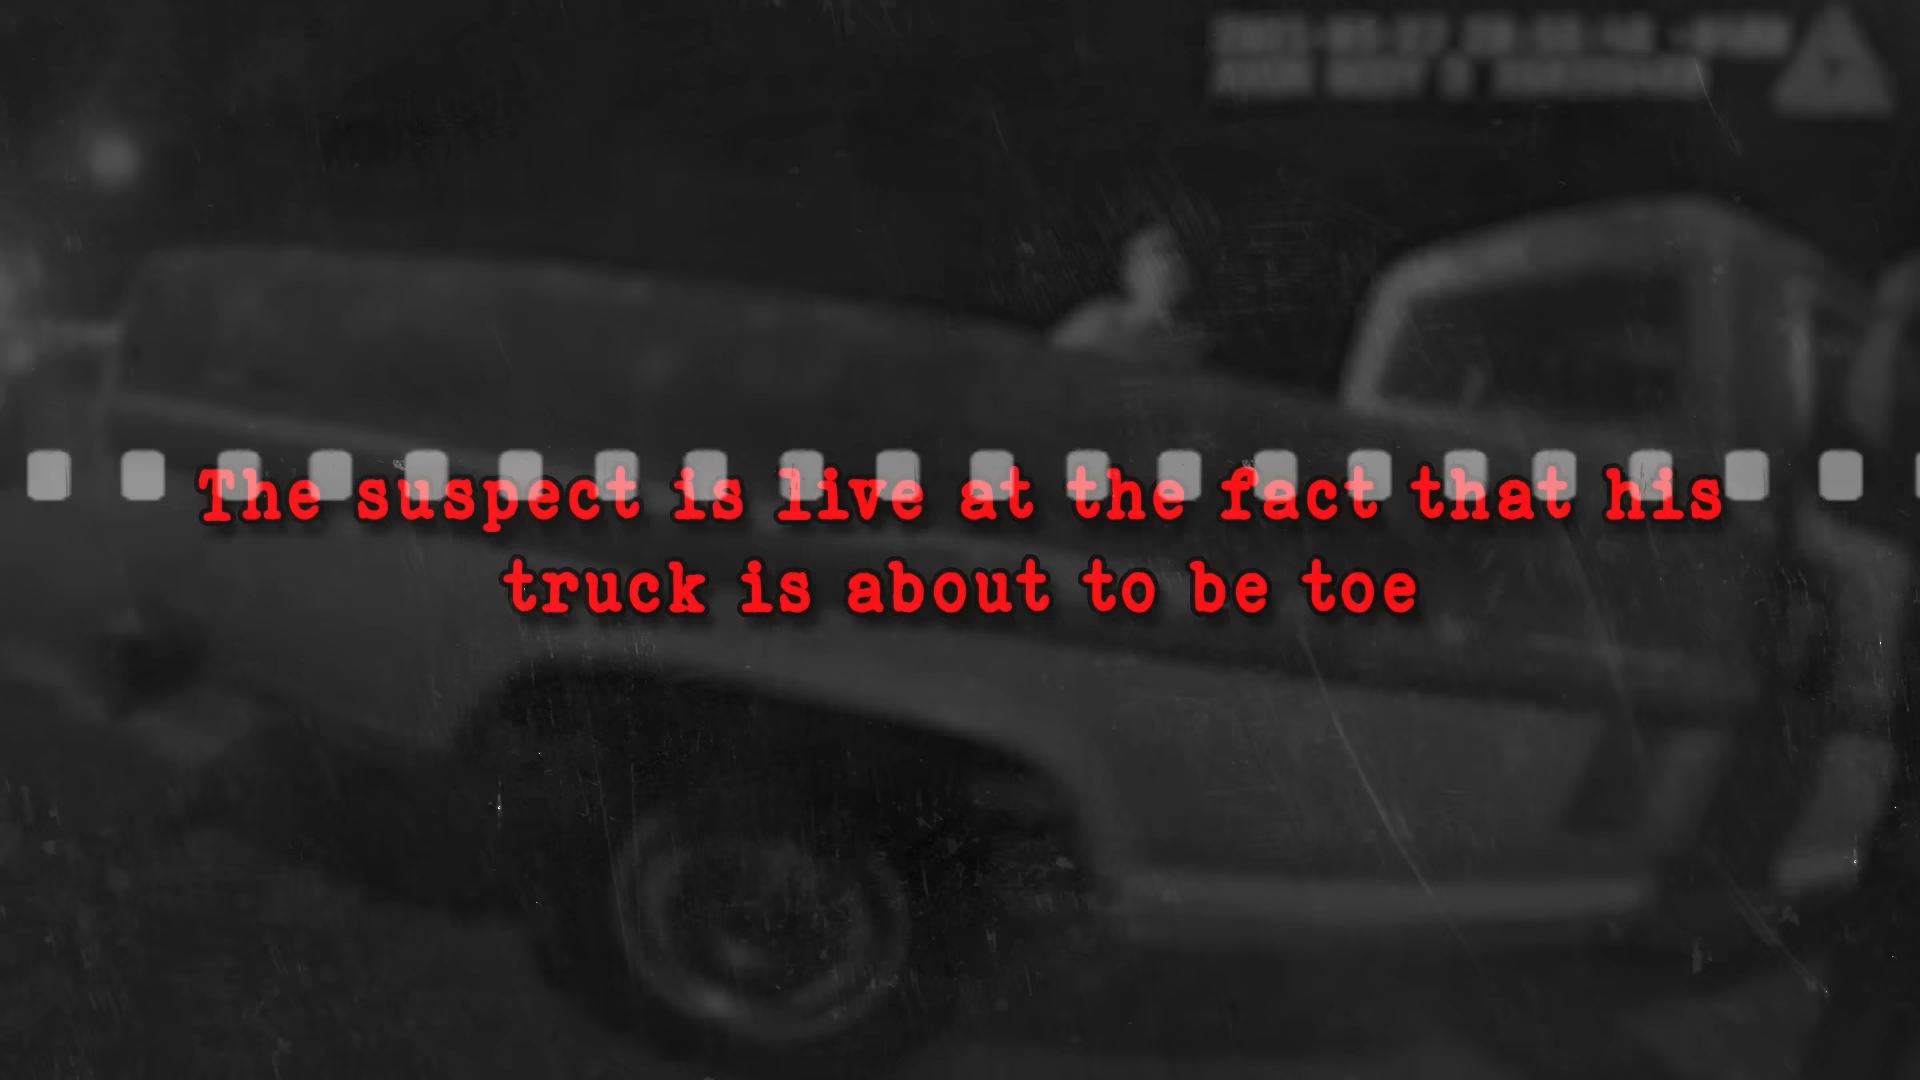 The suspect is live at the fact that his
truck is about to be toe